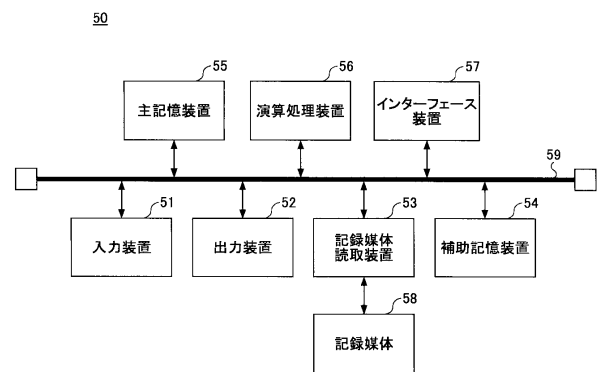 50
55
56
57
主記憶装置
演算処理装置
インターフェース
装置
59
51
52
53
54
入力装置
出力装置
記録媒体
読取装置
補助記憶装置
58
記録媒体